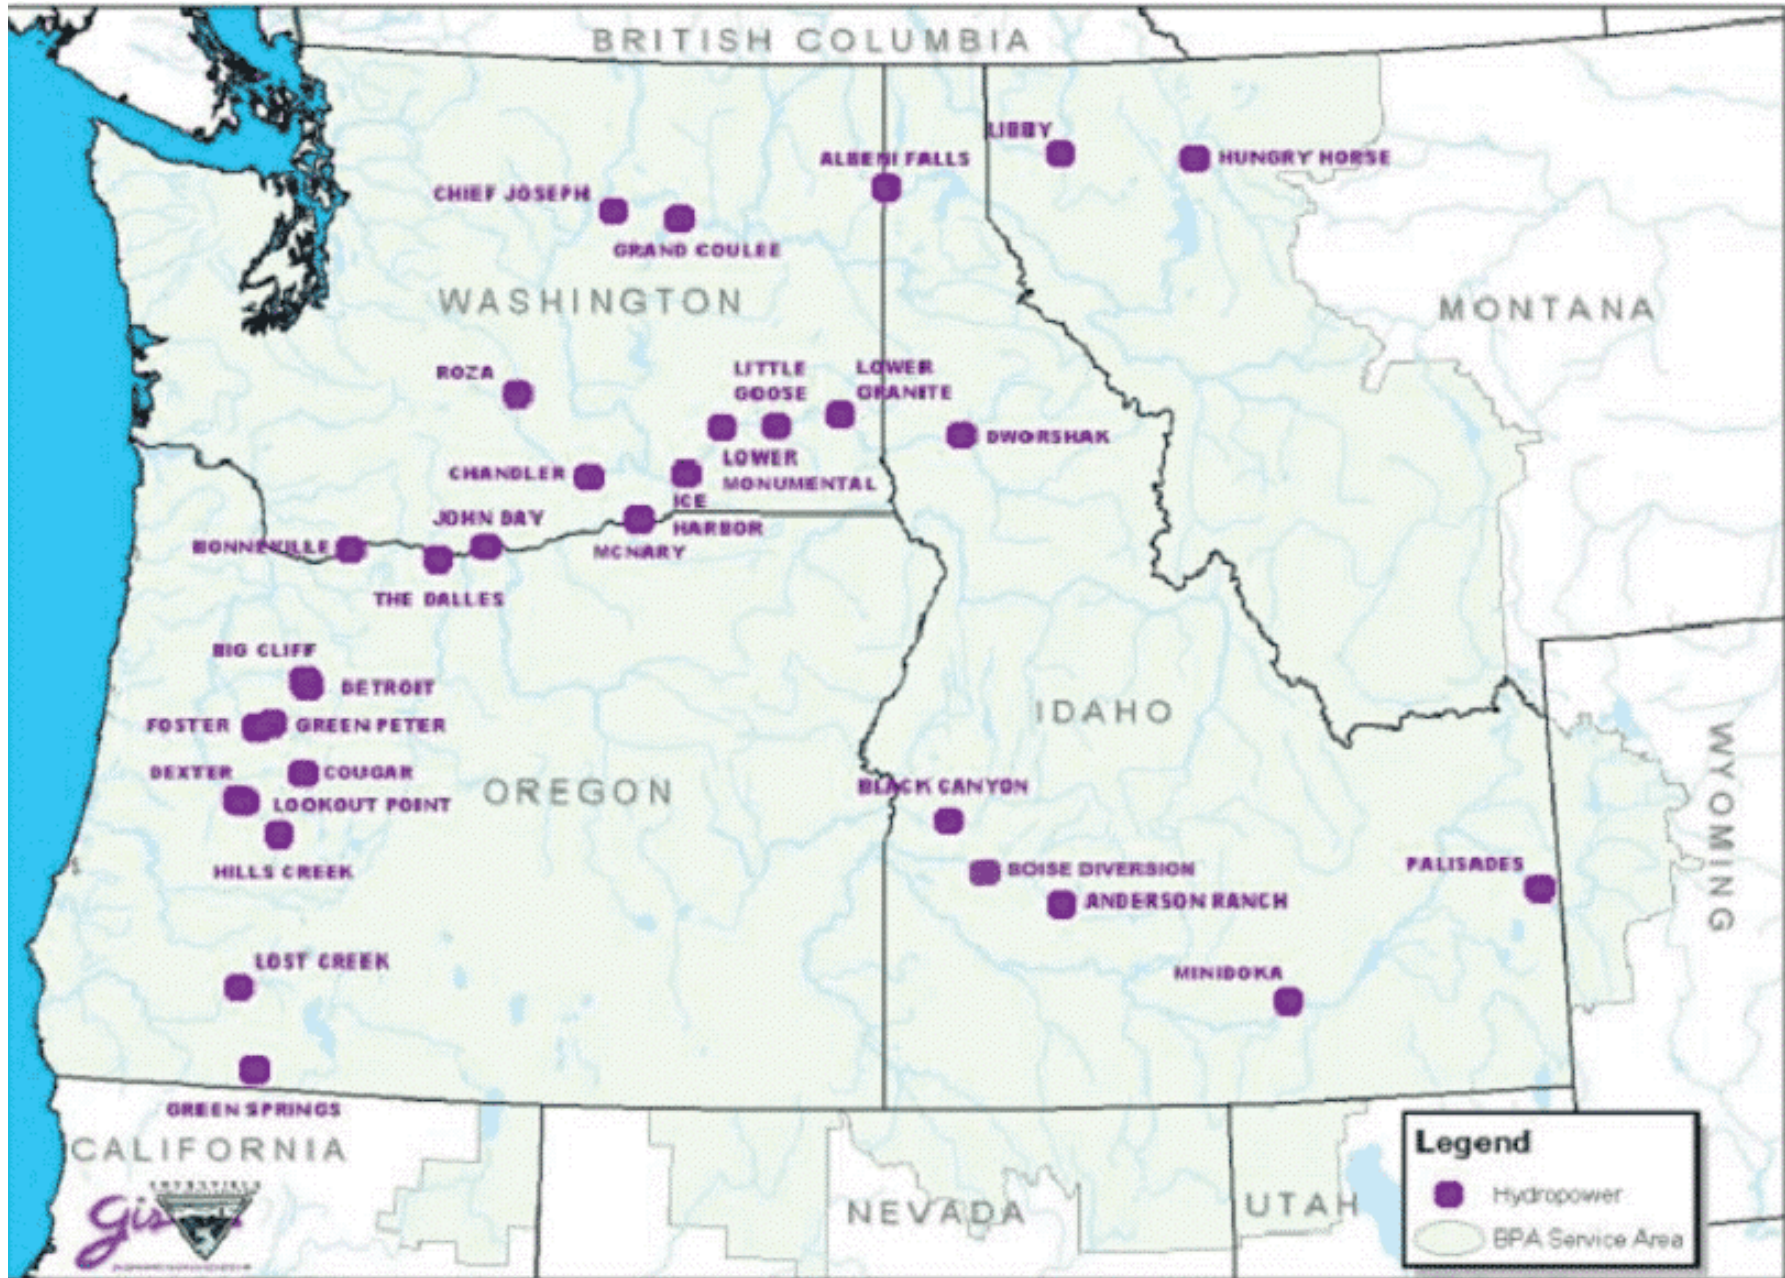 BRITISH COLUMBIA
LIBBY
HUNGRY HORSE
ALBENI FALLS
CHIEF JOSEPH
GRAND COULEE
WASHINGTON
MONTANA
ROZA
LITTLE
GOOSE
LOWER
GRANITE
DWORSHAK
CHANDLER
LOWER
MONUMENTAL
ICE
HARBOR
JOHN DAY
MCNARY
BONNEVILLE
THE DALLES
BIG CLIFF
DETROIT
FOSTER
GREEN PETER
DEXTER
COUGAR
LOOKOUT POINT
HILLS CREEK
OREGON
IDAHO
WYOMING
BLACK CANYON
BOISE DIVERSION
ANDERSON RANCH
PALISADES
MINIDOKA
LOST CREEK
GREEN SPRINGS
CALIFORNIA
NEVADA
UTAH
Legend
Hydropower
BPA Service Area
Gis